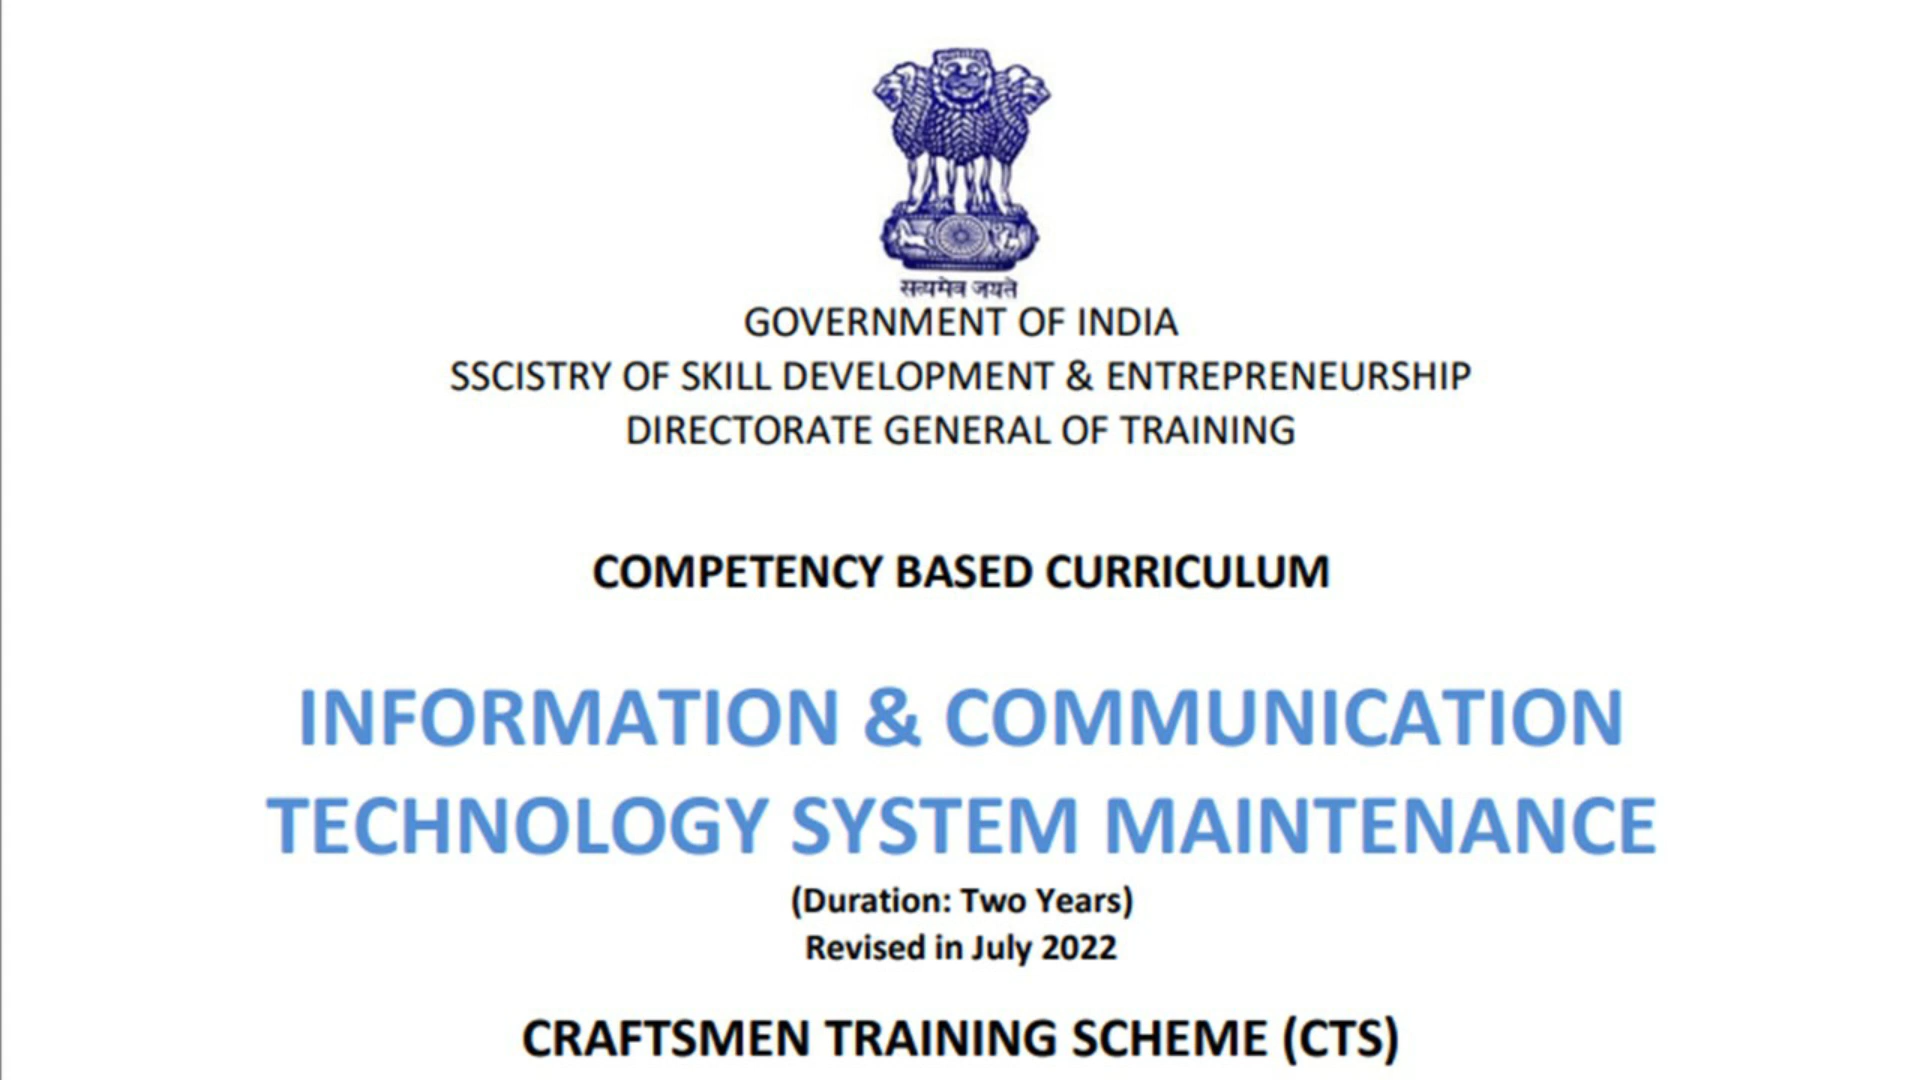 सत्यमेव जयते
GOVERNMENT OF INDIA
SSCISTRY OF SKILL DEVELOPMENT & ENTREPRENEURSHIP
DIRECTORATE GENERAL OF TRAINING
COMPETENCY BASED CURRICULUM
INFORMATION & COMMUNICATION
TECHNOLOGY SYSTEM MAINTENANCE
(Duration: Two Years)
Revised in July 2022
CRAFTSMEN TRAINING SCHEME (CTS)